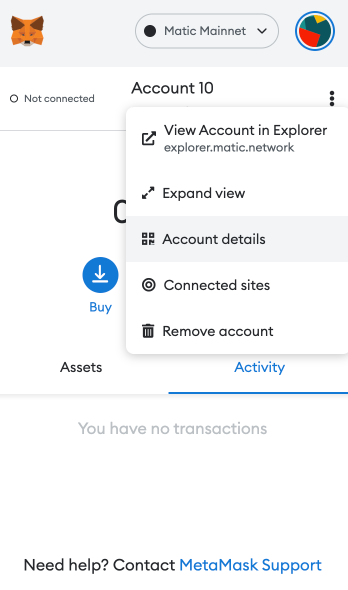 Matic Mainnet
Not connected
Account 10
View Account in Explorer
explorer.matic.network
Expand view
Account details
Connected sites
Remove account
Buy
Assets
Activity
You have no transactions
Need help? Contact MetaMask Support